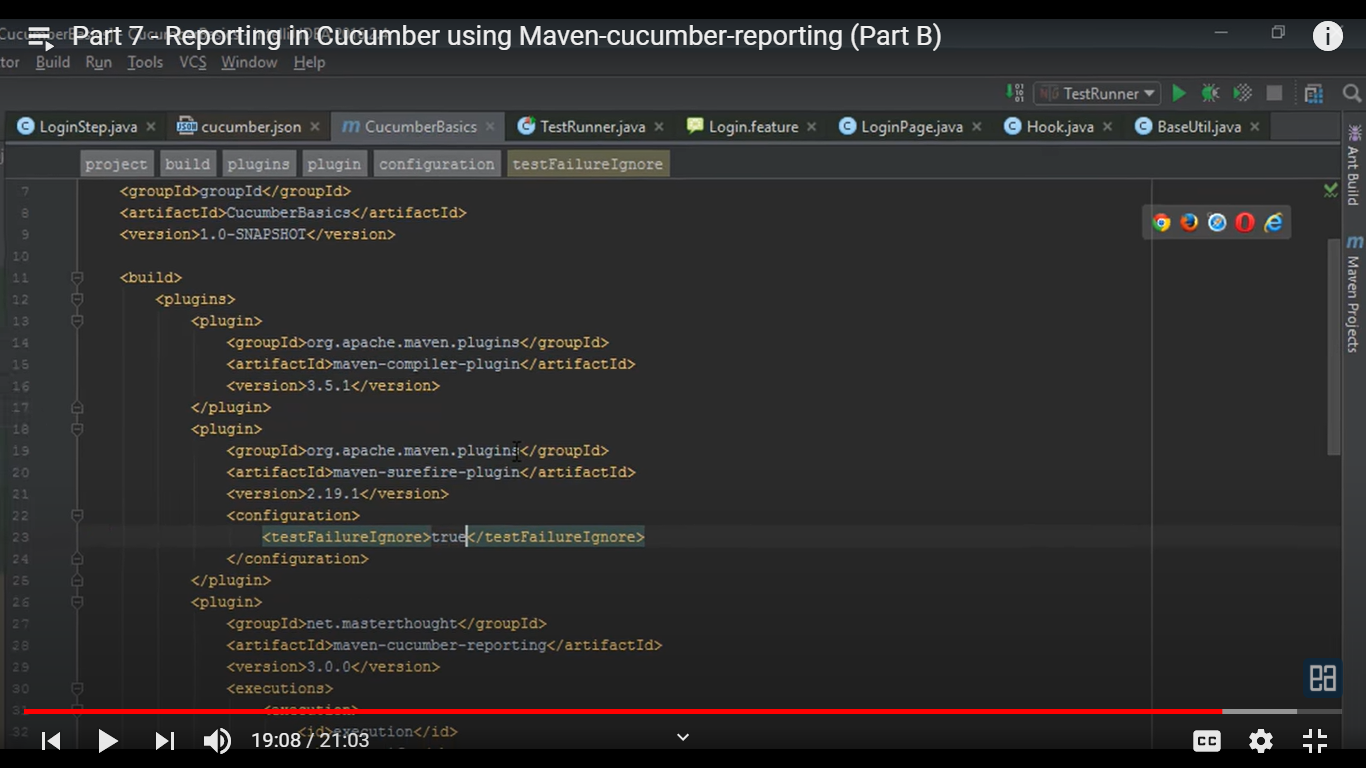 Part 7 - Reporting in Cucumber using Maven-cucumber-reporting (Part B)
tor Build Run Tools VCS Window Help
TestRunner
LoginStep.java cucumber.json CucumberBasics TestRunner.java Login.feature LoginPage.java Hook.java BaseUtil.java
project build plugins plugin configuration testFailureIgnore
7 <groupId>groupId</groupId>
8 <artifactId>CucumberBasics</artifactId>
9 <version>1.0-SNAPSHOT</version>
10
11 <build>
12 <plugins>
13 <plugin>
14 <groupId>org.apache.maven.plugins</groupId>
15 <artifactId>maven-compiler-plugin</artifactId>
16 <version>3.5.1</version>
17 </plugin>
18 <plugin>
19 <groupId>org.apache.maven.plugins</groupId>
20 <artifactId>maven-surefire-plugin</artifactId>
21 <version>2.19.1</version>
22 <configuration>
23 <testFailureIgnore>true</testFailureIgnore>
24 </configuration>
25 </plugin>
26 <plugin>
27 <groupId>net.masterthought</groupId>
28 <artifactId>maven-cucumber-reporting</artifactId>
29 <version>3.0.0</version>
30 <executions>
31 <execution>
32 <id>execution</id>
Ant Build
Maven Projects
19:08 / 21:03
CC